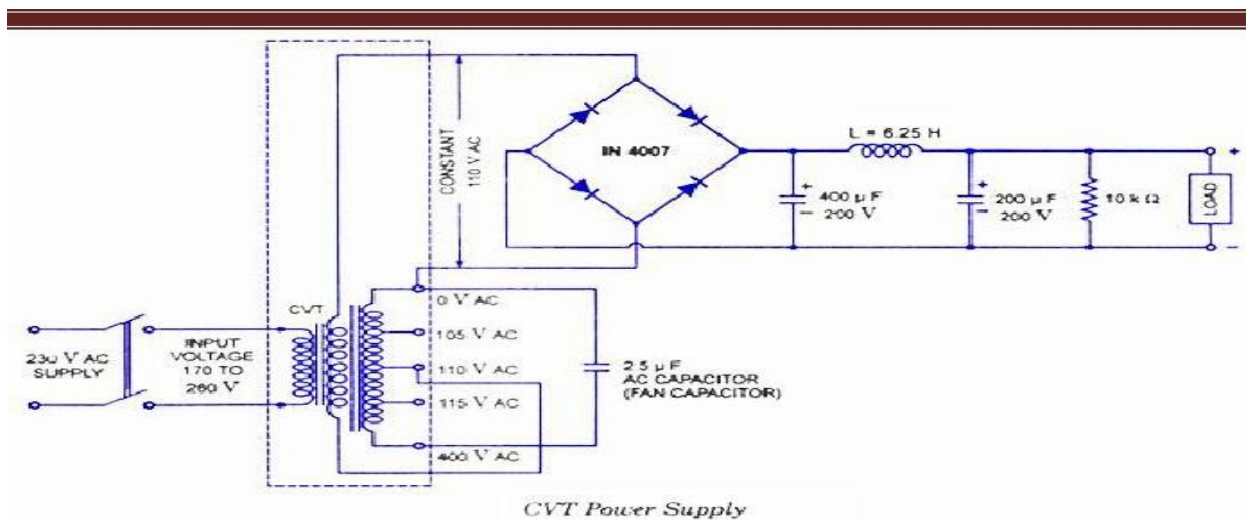 CONSTANT
110 V AC
IN 4007
L = 6.25 H
+
400 µF
200 V
+
200 µF
200 V
10 k Ω
LOAD
+
−
CVT
0 V AC
105 V AC
110 V AC
115 V AC
400 V AC
230 V AC
SUPPLY
INPUT
VOLTAGE
170 TO
260 V
2.5 µF
AC CAPACITOR
(FAN CAPACITOR)
CVT Power Supply